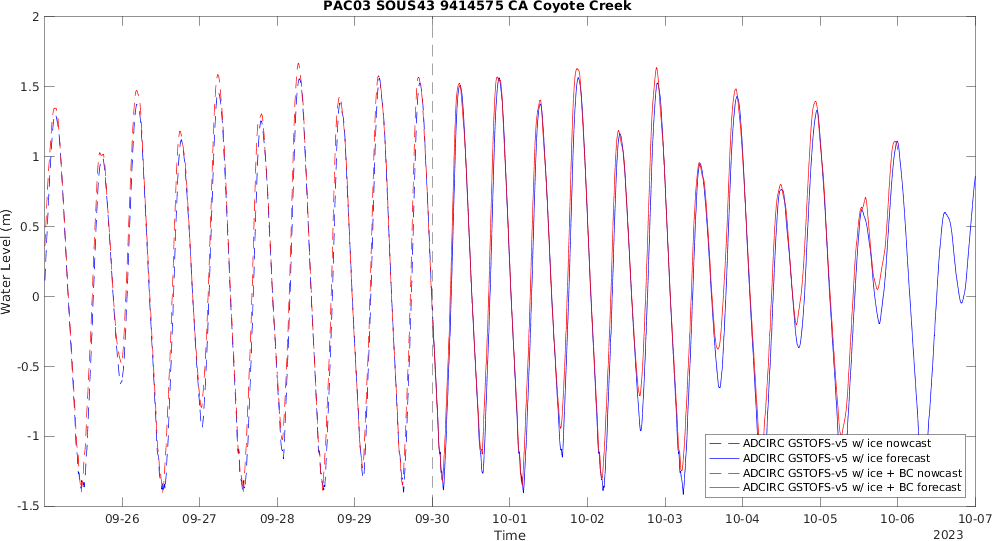 PAC03 SOUS43 9414575 CA Coyote Creek
2
1.5
1
0.5
0
-0.5
-1
-1.5
Water Level (m)
ADCIRC GSTOFS-v5 w/ ice nowcast
ADCIRC GSTOFS-v5 w/ ice forecast
ADCIRC GSTOFS-v5 w/ ice + BC nowcast
ADCIRC GSTOFS-v5 w/ ice + BC forecast
09-26 09-27 09-28 09-29 09-30 10-01 10-02 10-03 10-04 10-05 10-06 10-07
Time
2023